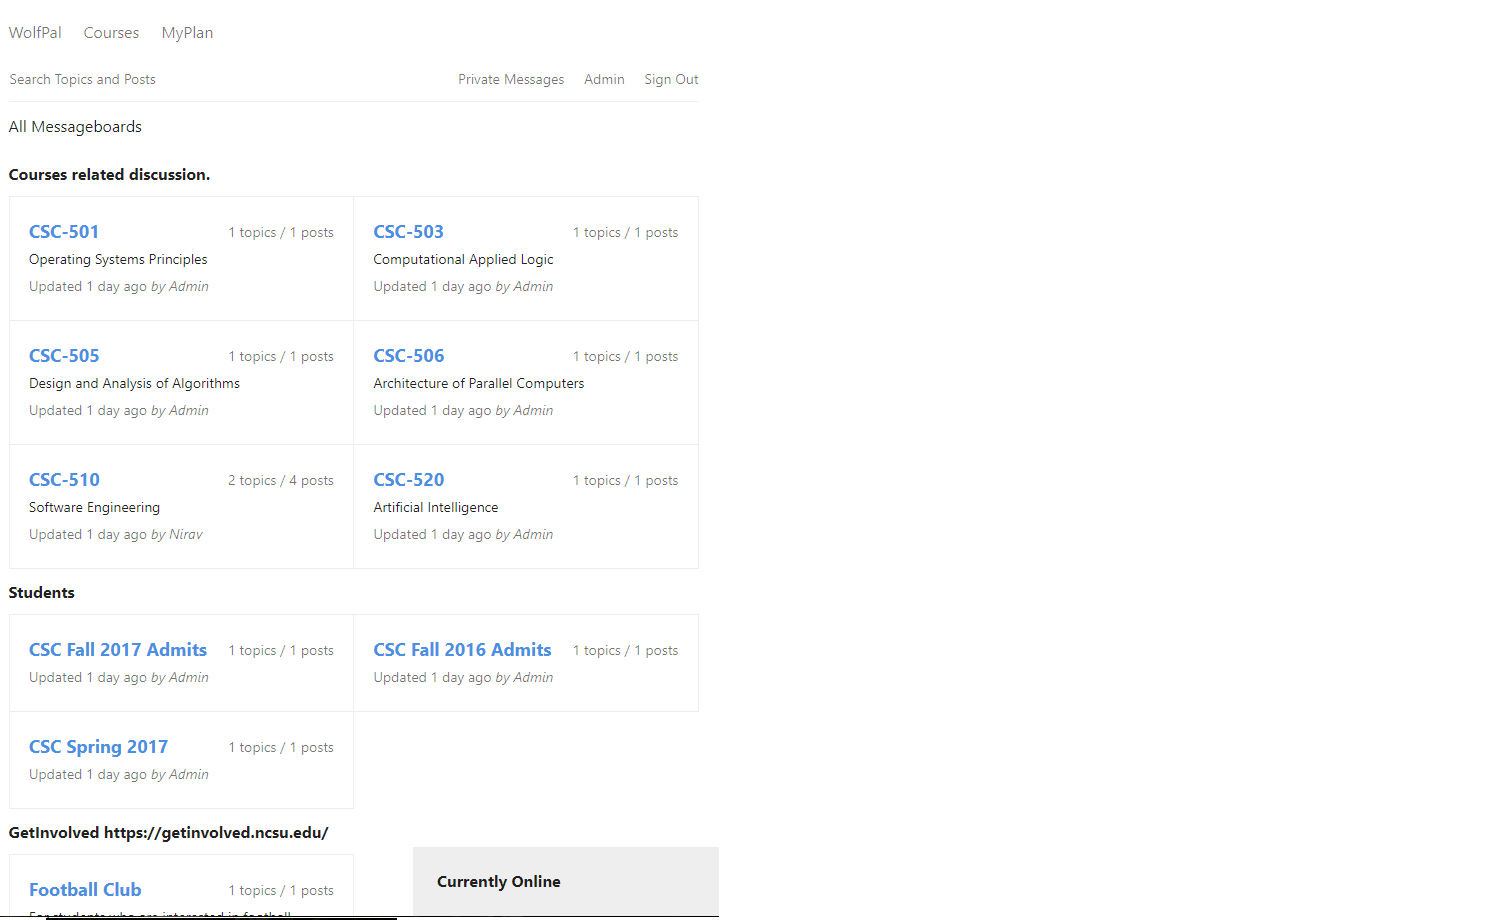 WolfPal Courses MyPlan
Search Topics and Posts Private Messages Admin Sign Out
All Messageboards
Courses related discussion.
CSC-501 1 topics / 1 posts
Operating Systems Principles
Updated 1 day ago by Admin
CSC-503 1 topics / 1 posts
Computational Applied Logic
Updated 1 day ago by Admin
CSC-505 1 topics / 1 posts
Design and Analysis of Algorithms
Updated 1 day ago by Admin
CSC-506 1 topics / 1 posts
Architecture of Parallel Computers
Updated 1 day ago by Admin
CSC-510 2 topics / 4 posts
Software Engineering
Updated 1 day ago by Nirav
CSC-520 1 topics / 1 posts
Artificial Intelligence
Updated 1 day ago by Admin
Students
CSC Fall 2017 Admits 1 topics / 1 posts
Updated 1 day ago by Admin
CSC Fall 2016 Admits 1 topics / 1 posts
Updated 1 day ago by Admin
CSC Spring 2017 1 topics / 1 posts
Updated 1 day ago by Admin
GetInvolved https://getinvolved.ncsu.edu/
Football Club 1 topics / 1 posts
For students who are interested in football
Currently Online